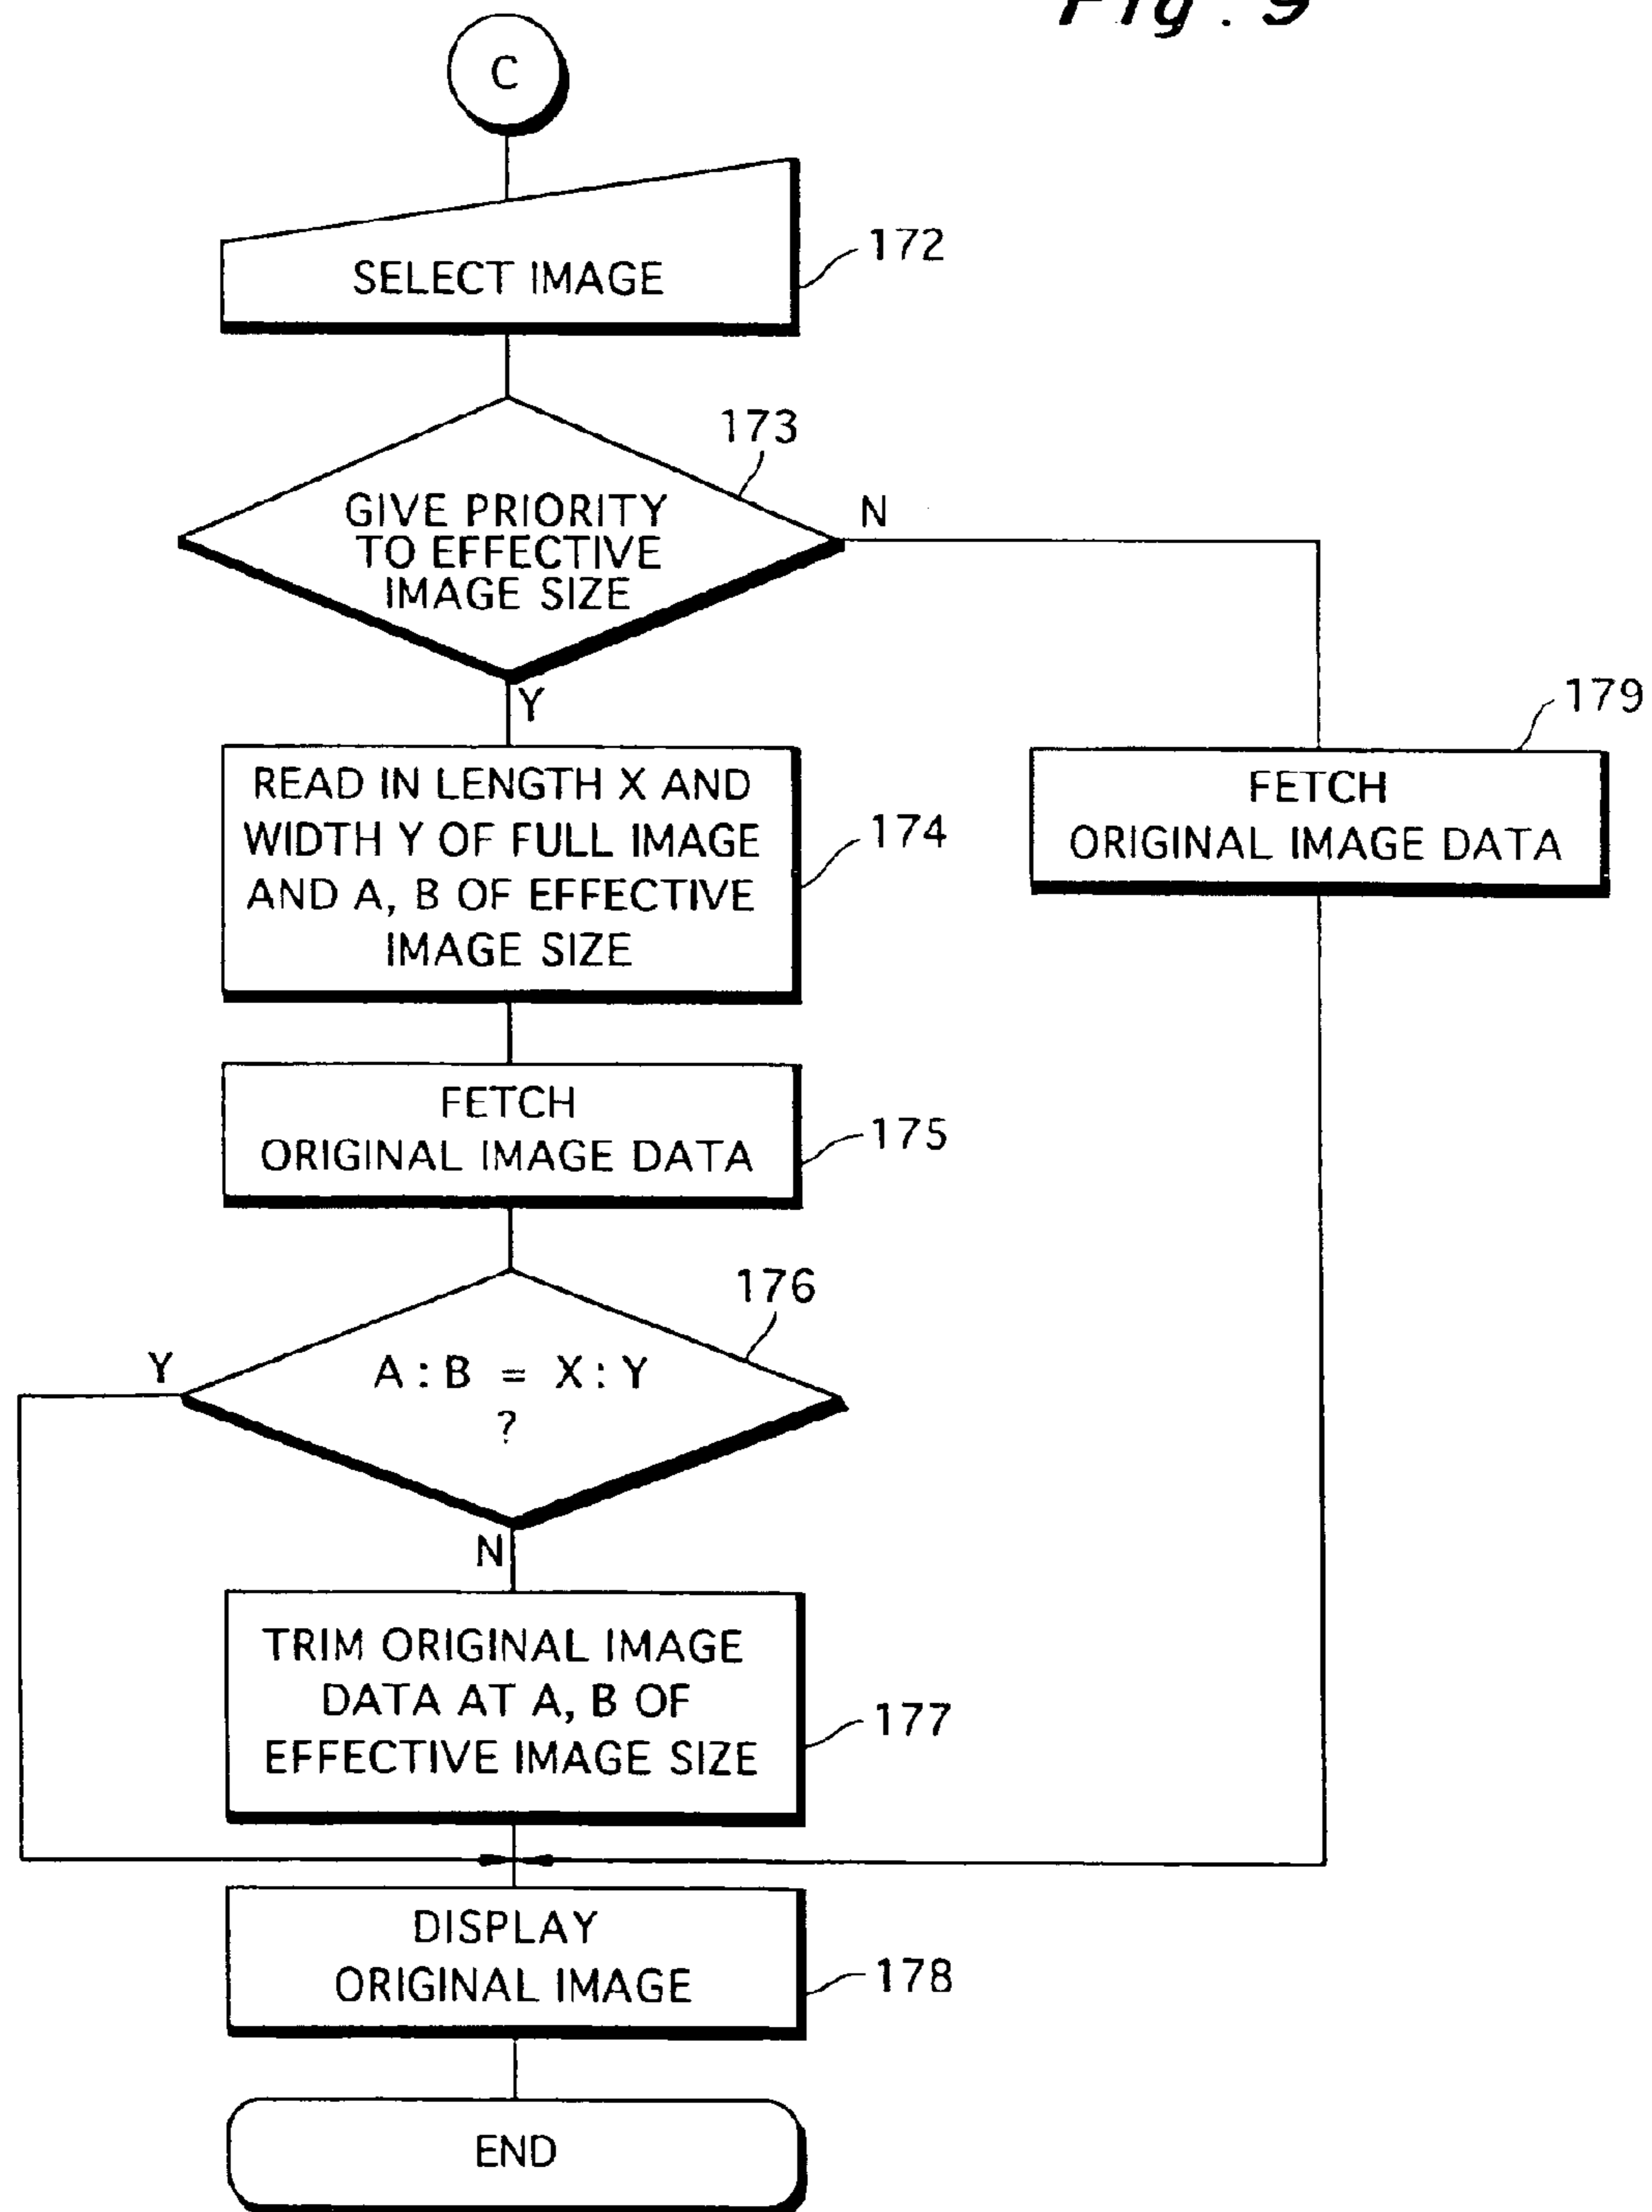 Fig. 9
C
SELECT IMAGE
172
173
GIVE PRIORITY
TO EFFECTIVE
IMAGE SIZE
N
Y
READ IN LENGTH X AND
WIDTH Y OF FULL IMAGE
AND A, B OF EFFECTIVE
IMAGE SIZE
174
179
FETCH
ORIGINAL IMAGE DATA
FETCH
ORIGINAL IMAGE DATA
175
176
Y
A : B = X : Y
?
N
TRIM ORIGINAL IMAGE
DATA AT A, B OF
EFFECTIVE IMAGE SIZE
177
DISPLAY
ORIGINAL IMAGE
178
END